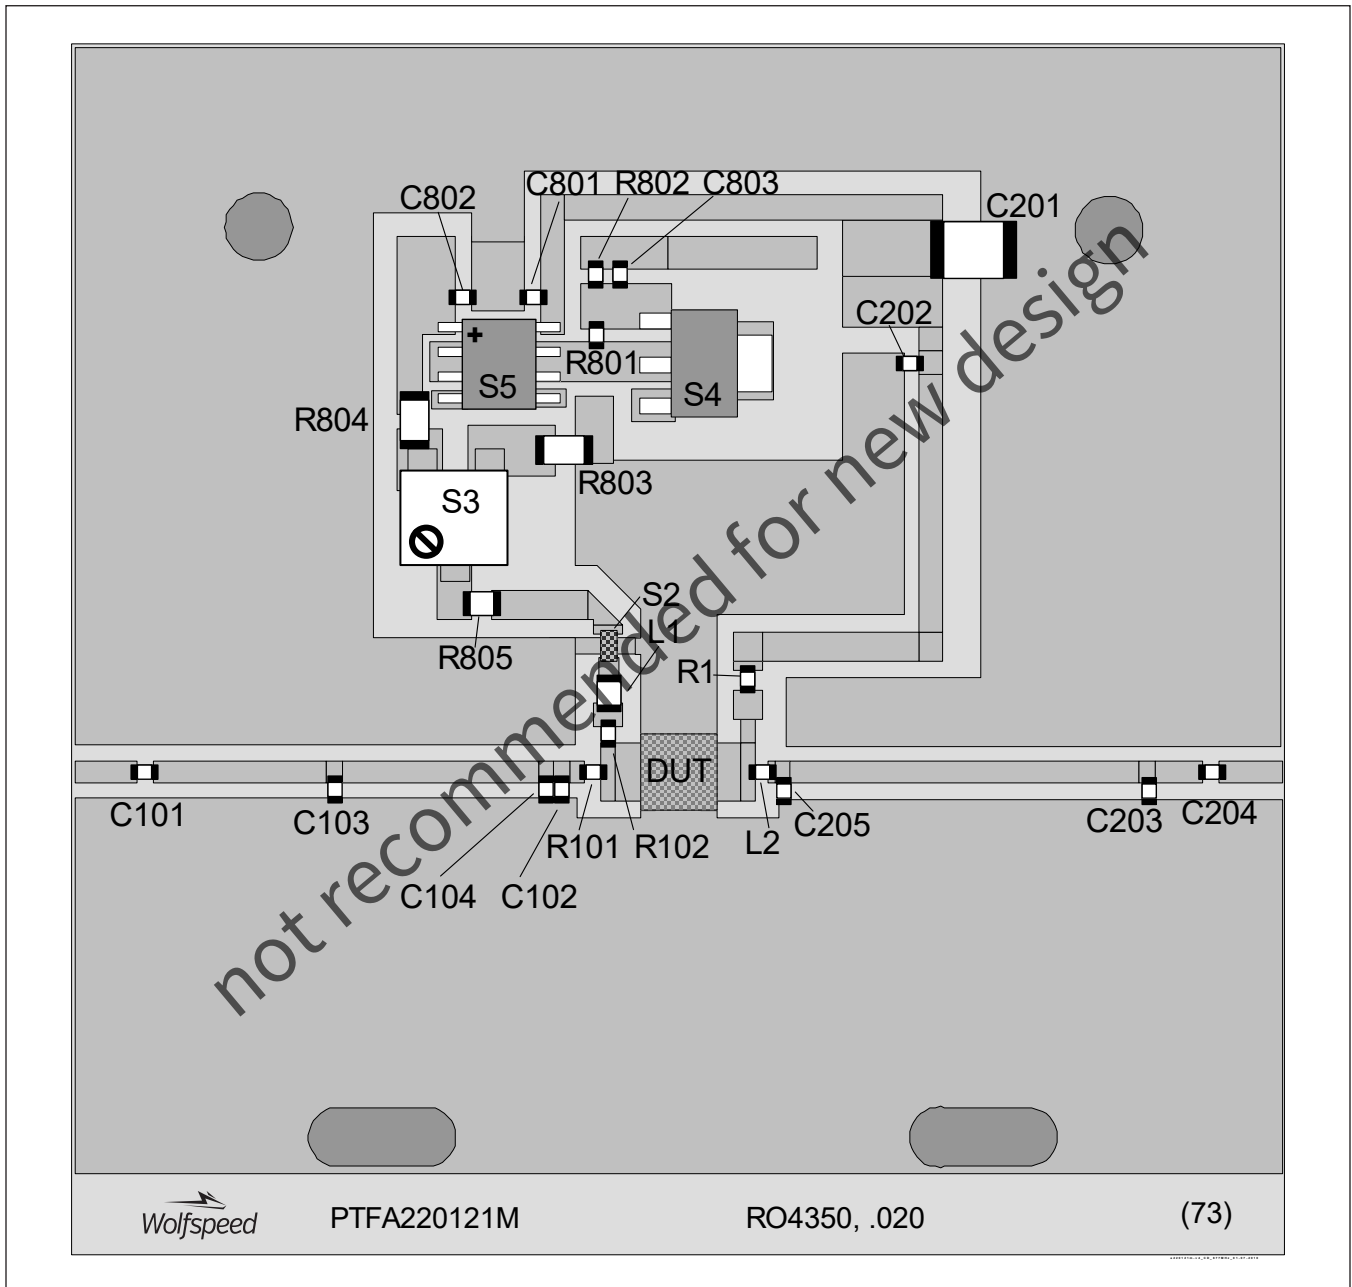 C802
C801 R802 C803
C201
C202
R801
S5
S4
R804
R803
S3
S2
L1
R805
R1
DUT
C101
C103
C205
C203
C204
R101
R102
L2
C104
C102
not recommended for new design
Wolfspeed
PTFA220121M
RO4350, .020
(73)